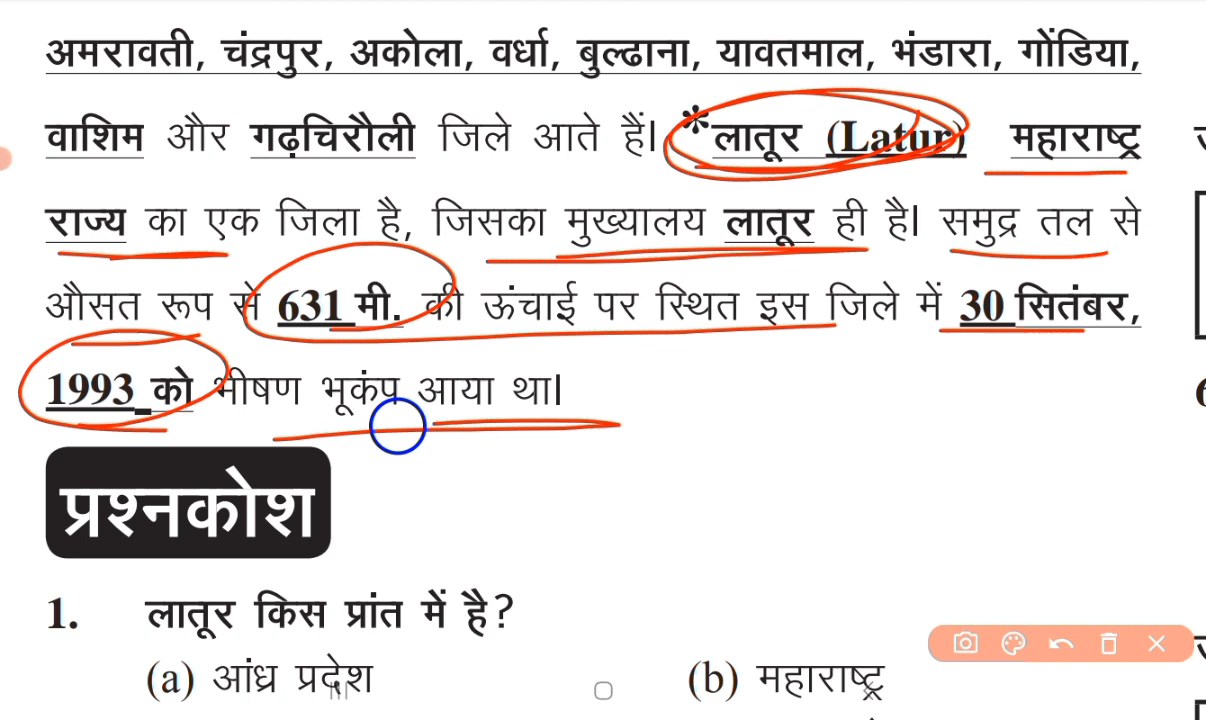 अमरावती, चंद्रपुर, अकोला, वर्धा, बुल्ढाना, यावतमाल, भंडारा, गोंडिया,
वाशिम और गढ़चिरौली जिले आते हैं। *लातूर (Latur) महाराष्ट्र
राज्य का एक जिला है, जिसका मुख्यालय लातूर ही है। समुद्र तल से
औसत रूप से 631 मी. की ऊंचाई पर स्थित इस जिले में 30 सितंबर,
1993 को भीषण भूकंप आया था।
प्रश्नकोश
1. लातूर किस प्रांत में है?
(a) आंध्र प्रदेश (b) महाराष्ट्र